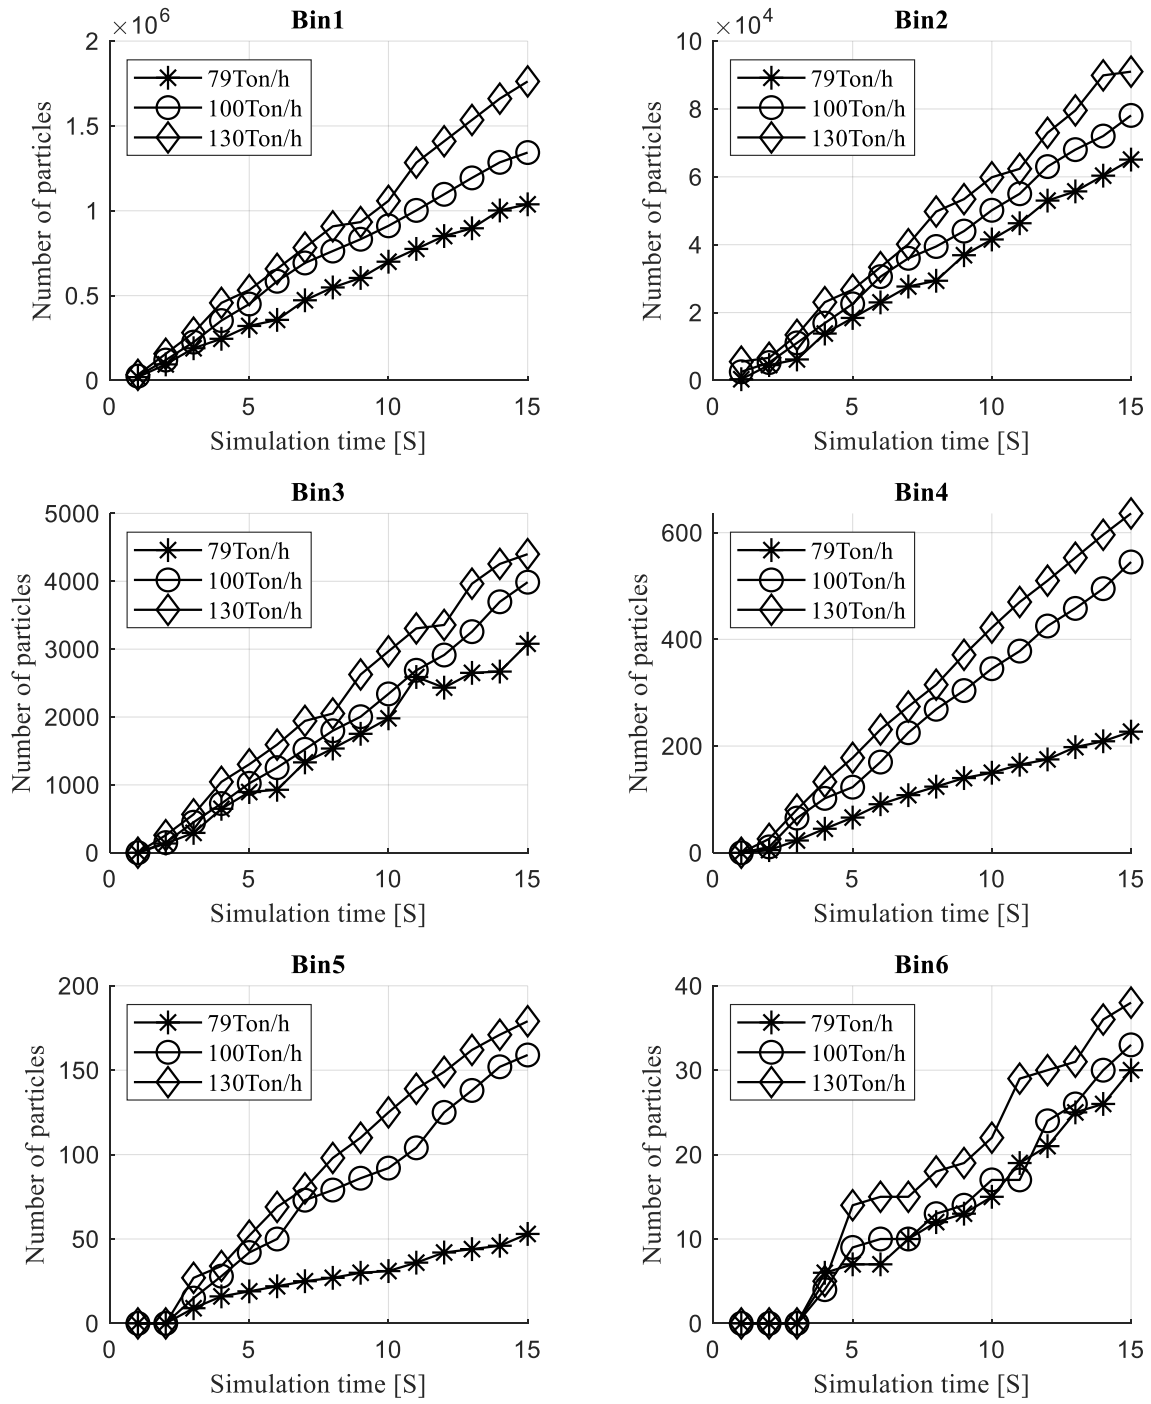 Bin1
×10^6
2
1.5
1
0.5
0
0 5 10 15
Number of particles
Simulation time [S]
79Ton/h
100Ton/h
130Ton/h
Bin2
×10^4
10
8
6
4
2
0
0 5 10 15
Number of particles
Simulation time [S]
79Ton/h
100Ton/h
130Ton/h
Bin3
5000
4000
3000
2000
1000
0
0 5 10 15
Number of particles
Simulation time [S]
79Ton/h
100Ton/h
130Ton/h
Bin4
600
400
200
0
0 5 10 15
Number of particles
Simulation time [S]
79Ton/h
100Ton/h
130Ton/h
Bin5
200
150
100
50
0
0 5 10 15
Number of particles
Simulation time [S]
79Ton/h
100Ton/h
130Ton/h
Bin6
40
30
20
10
0
0 5 10 15
Number of particles
Simulation time [S]
79Ton/h
100Ton/h
130Ton/h